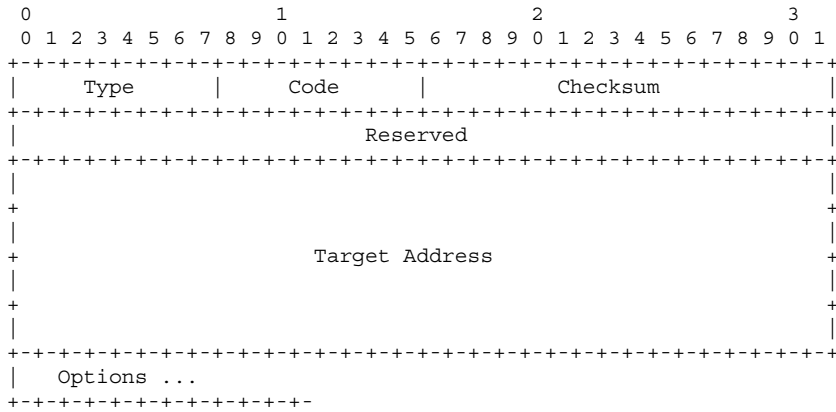 0                   1                   2                   3
 0 1 2 3 4 5 6 7 8 9 0 1 2 3 4 5 6 7 8 9 0 1 2 3 4 5 6 7 8 9 0 1
+-+-+-+-+-+-+-+-+-+-+-+-+-+-+-+-+-+-+-+-+-+-+-+-+-+-+-+-+-+-+-+-+
|     Type      |     Code      |          Checksum             |
+-+-+-+-+-+-+-+-+-+-+-+-+-+-+-+-+-+-+-+-+-+-+-+-+-+-+-+-+-+-+-+-+
|                           Reserved                            |
+-+-+-+-+-+-+-+-+-+-+-+-+-+-+-+-+-+-+-+-+-+-+-+-+-+-+-+-+-+-+-+-+
|                                                               |
+                                                               +
|                                                               |
+                       Target Address                          +
|                                                               |
+                                                               +
|                                                               |
+-+-+-+-+-+-+-+-+-+-+-+-+-+-+-+-+-+-+-+-+-+-+-+-+-+-+-+-+-+-+-+-+
|   Options ...
+-+-+-+-+-+-+-+-+-+-+-+-